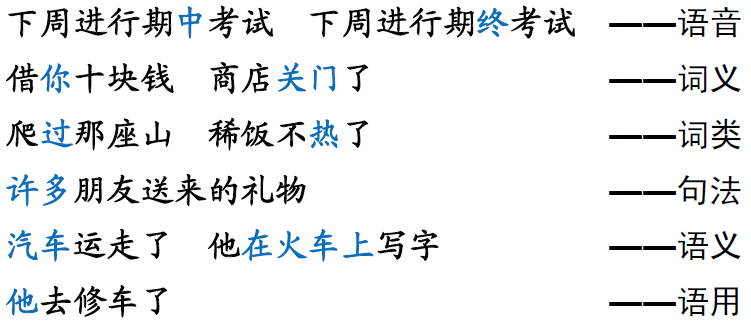 下周进行期中考试 下周进行期终考试 ——语音
借你十块钱 商店关门了 ——词义
爬过那座山 稀饭不热了 ——词类
许多朋友送来的礼物 ——句法
汽车运走了 他在火车上写字 ——语义
他去修车了 ——语用